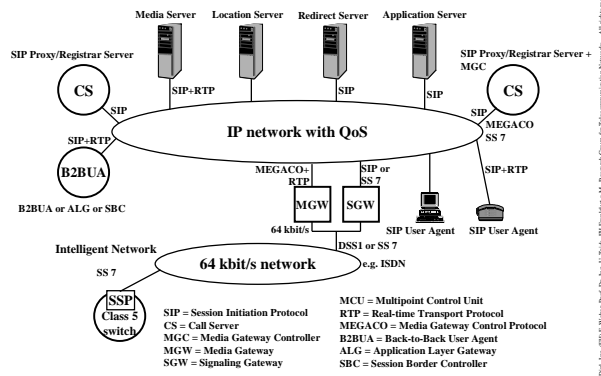 Media Server
Location Server
Redirect Server
Application Server
SIP Proxy/Registrar Server
SIP Proxy/Registrar Server +
MGC
CS
CS
SIP+RTP
SIP
SIP
SIP
SIP
SIP
MEGACO
SS 7
IP network with QoS
SIP+RTP
B2BUA
B2BUA or ALG or SBC
MEGACO+
RTP
SIP or
SS 7
SIP+RTP
MGW
SGW
SIP User Agent
SIP User Agent
64 kbit/s
DSS1 or SS 7
Intelligent Network
64 kbit/s network
e.g. ISDN
SS 7
SSP
Class 5
switch
SIP = Session Initiation Protocol
CS = Call Server
MGC = Media Gateway Controller
MGW = Media Gateway
SGW = Signaling Gateway
MCU = Multipoint Control Unit
RTP = Real-time Transport Protocol
MEGACO = Media Gateway Control Protocol
B2BUA = Back-to-Back User Agent
ALG = Application Layer Gateway
SBC = Session Border Controller